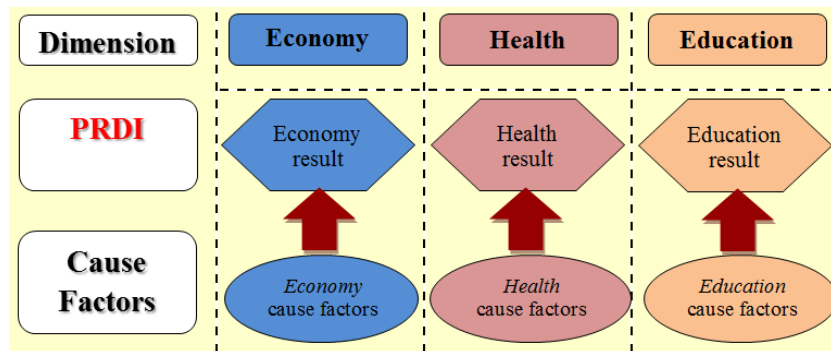 Dimension
Economy
Health
Education
PRDI
Economy
result
Health
result
Education
result
Cause
Factors
Economy
cause factors
Health
cause factors
Education
cause factors